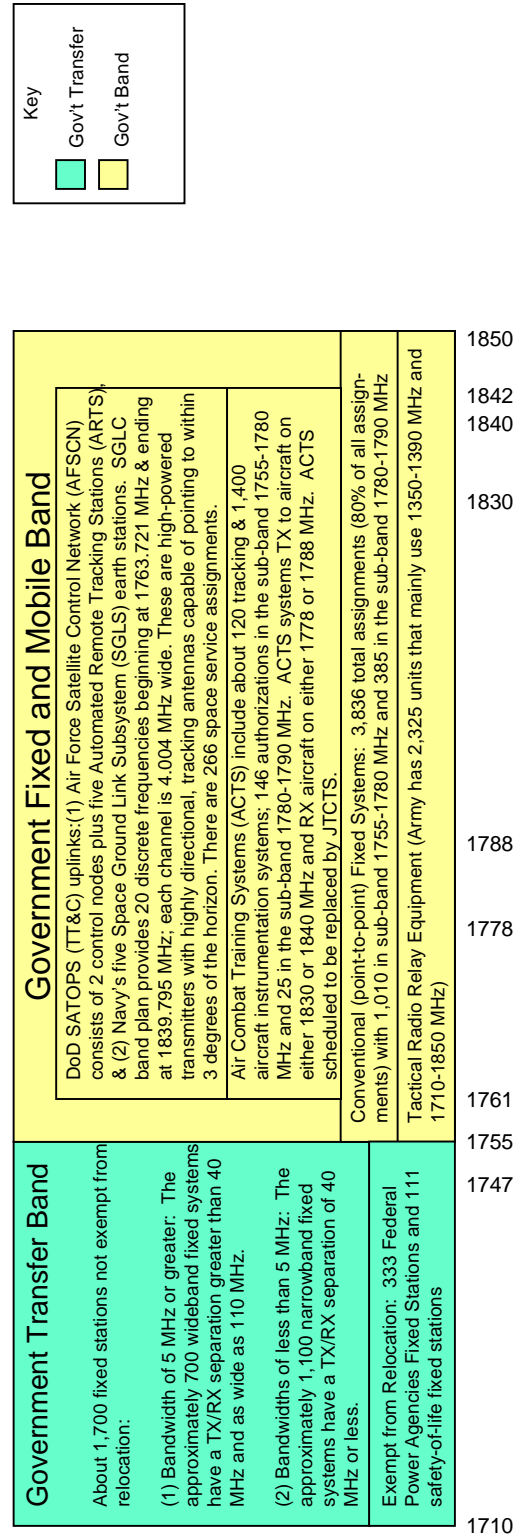 Government Transfer Band
About 1,700 fixed stations not exempt from
relocation:
(1) Bandwidth of 5 MHz or greater:  The
approximately 700 wideband fixed systems
have a TX/RX separation greater than 40
MHz and as wide as 110 MHz.
(2) Bandwidths of less than 5 MHz:  The
approximately 1,100 narrowband fixed
systems have a TX/RX separation of 40
MHz or less.
Exempt from Relocation:  333 Federal
Power Agencies Fixed Stations and 111
safety-of-life fixed stations
Government Fixed and Mobile Band
DoD SATOPS (TT&C) uplinks:(1) Air Force Satellite Control Network (AFSCN)
consists of 2 control nodes plus five Automated Remote Tracking Stations (ARTS),
& (2) Navy's five Space Ground Link Subsystem (SGLS) earth stations.  SGLC
band plan provides 20 discrete frequencies beginning at 1763.721 MHz & ending
at 1839.795 MHz; each channel is 4.004 MHz wide. These are high-powered
transmitters with highly directional, tracking antennas capable of pointing to within
3 degrees of the horizon. There are 266 space service assignments.
Air Combat Training Systems (ACTS) include about 120 tracking & 1,400
aircraft instrumentation systems; 146 authorizations in the sub-band 1755-1780
MHz and 25 in the sub-band 1780-1790 MHz.  ACTS systems TX to aircraft on
either 1830 or 1840 MHz and RX aircraft on either 1778 or 1788 MHz.  ACTS
scheduled to be replaced by JTCTS.
Conventional (point-to-point) Fixed Systems:  3,836 total assignments (80% of all assign-
ments) with 1,010 in sub-band 1755-1780 MHz and 385 in the sub-band 1780-1790 MHz
Tactical Radio Relay Equipment (Army has 2,325 units that mainly use 1350-1390 MHz and
1710-1850 MHz)
1710
1747
1755
1761
1778
1788
1830
1840
1842
1850
Key
Gov't Transfer
Gov't Band